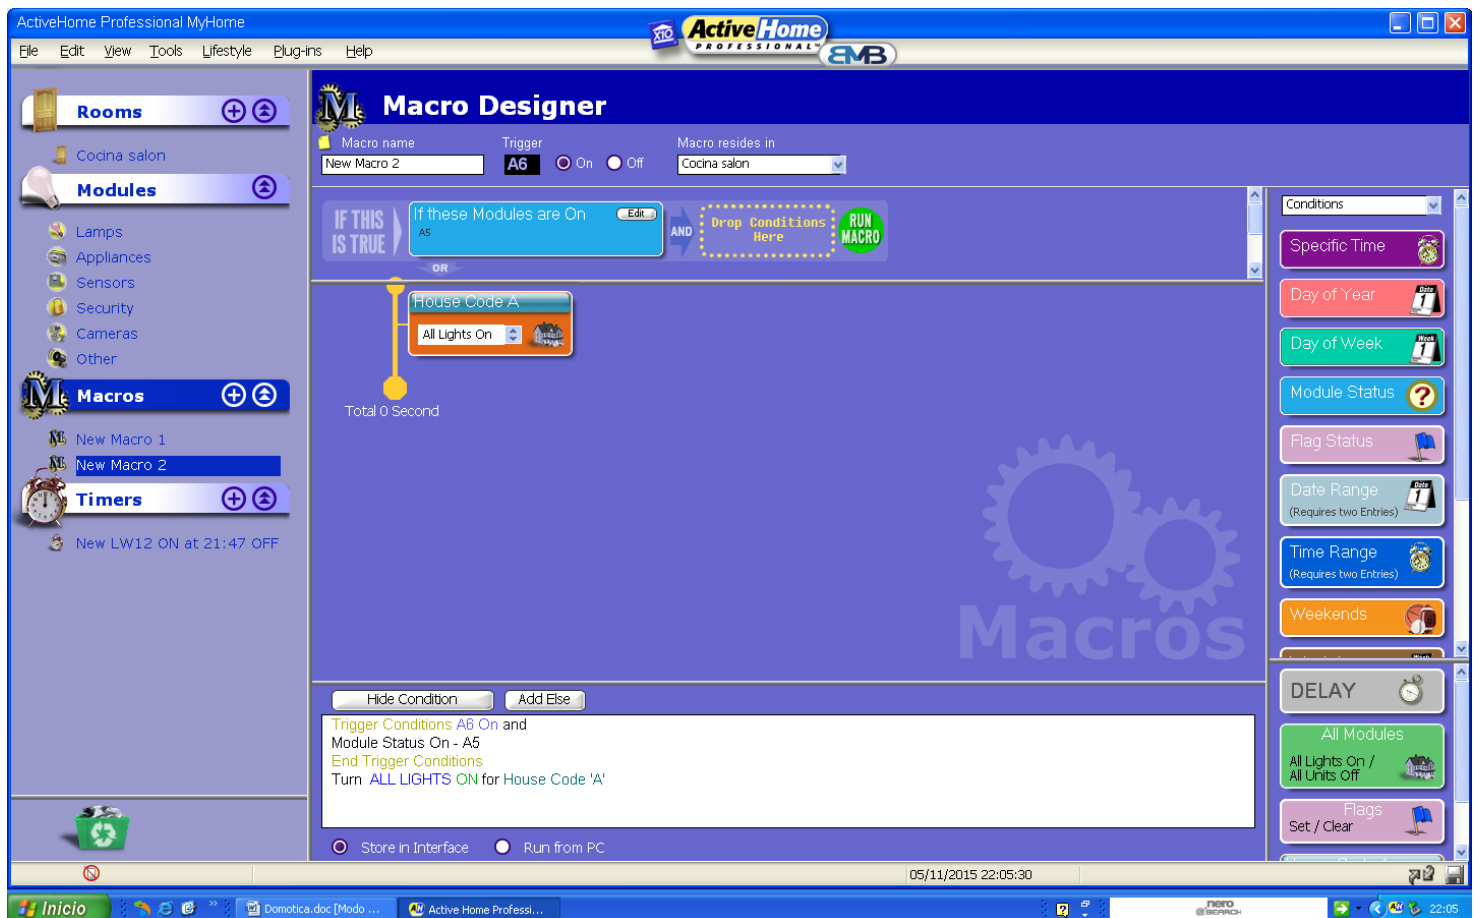 ActiveHome Professional MyHome
X10 ActiveHome
PROFESSIONAL™
BMB
File Edit View Tools Lifestyle Plug-ins Help
Rooms
Cocina salon
Modules
Lamps
Appliances
Sensors
Security
Cameras
Other
Macros
New Macro 1
New Macro 2
Timers
New LW12 ON at 21:47 OFF
Macro Designer
Macro name Trigger Macro resides in
New Macro 2 A6 On Off Cocina salon
IF THIS IS TRUE
If these Modules are On Edit
A5
AND
Drop Conditions
Here
RUN
MACRO
OR
House Code A
All Lights On
Total 0 Second
Macros
Conditions
Specific Time
Day of Year
Day of Week
Module Status
Flag Status
Date Range
(Requires two Entries)
Time Range
(Requires two Entries)
Weekends
DELAY
All Modules
All Lights On /
All Units Off
Flags
Set / Clear
Hide Condition Add Else
Trigger Conditions A6 On and
Module Status On - A5
End Trigger Conditions
Turn ALL LIGHTS ON for House Code 'A'
Store in Interface Run from PC
05/11/2015 22:05:30
Inicio Domotica.doc [Modo ... Active Home Professi... nero SEARCH 22:05